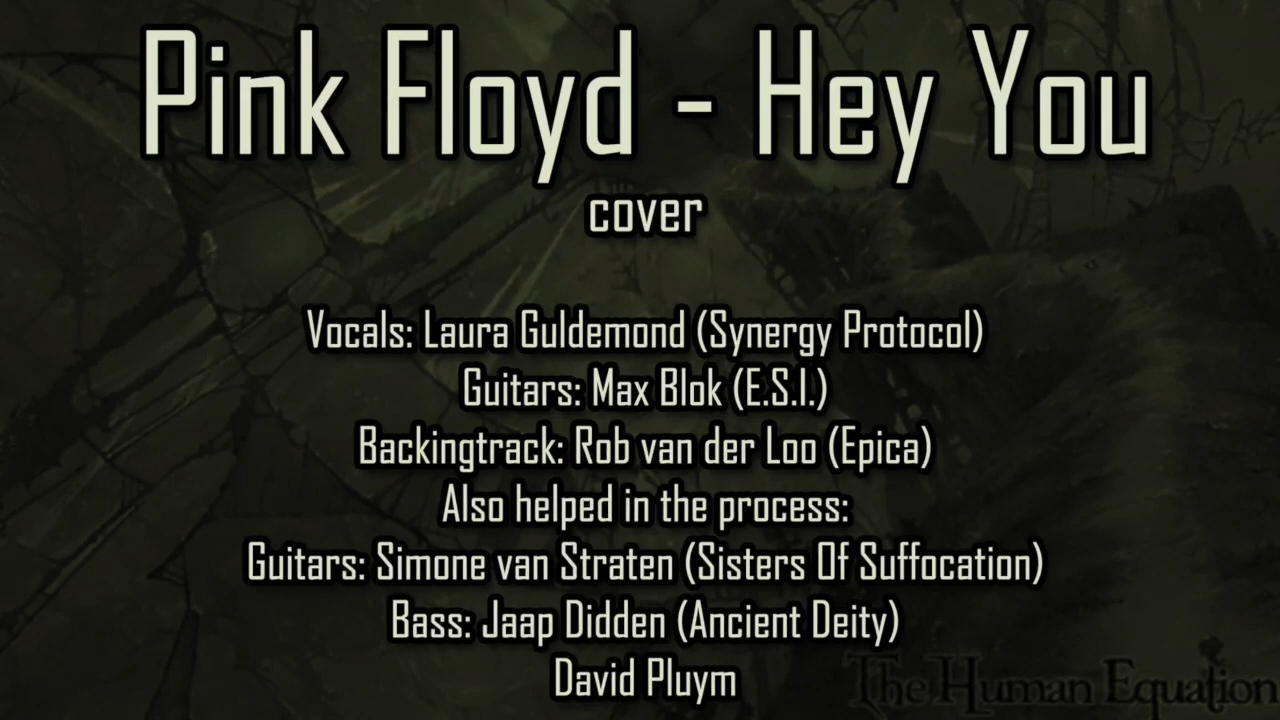 Pink Floyd - Hey You
cover
Vocals: Laura Guldemond (Synergy Protocol)
Guitars: Max Blok (E.S.I.)
Backingtrack: Rob van der Loo (Epica)
Also helped in the process:
Guitars: Simone van Straten (Sisters Of Suffocation)
Bass: Jaap Didden (Ancient Deity)
David Pluym
The Human Equation